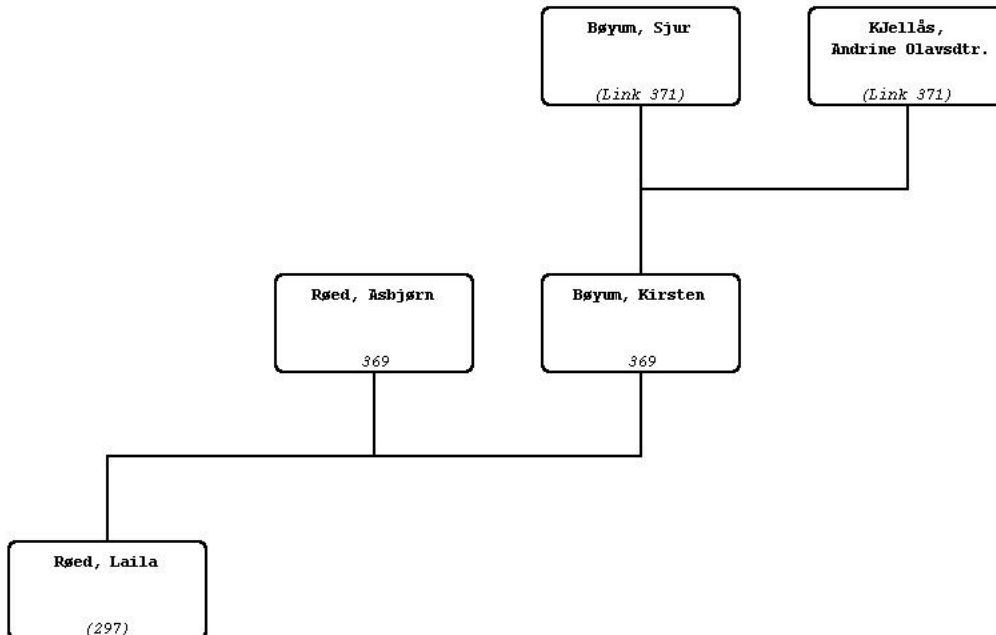 Bøyum, Sjur
(Link 371)
KJellås,
Andrine Olavsdtr.
(Link 371)
Røed, Asbjørn
369
Bøyum, Kirsten
369
Røed, Laila
(297)